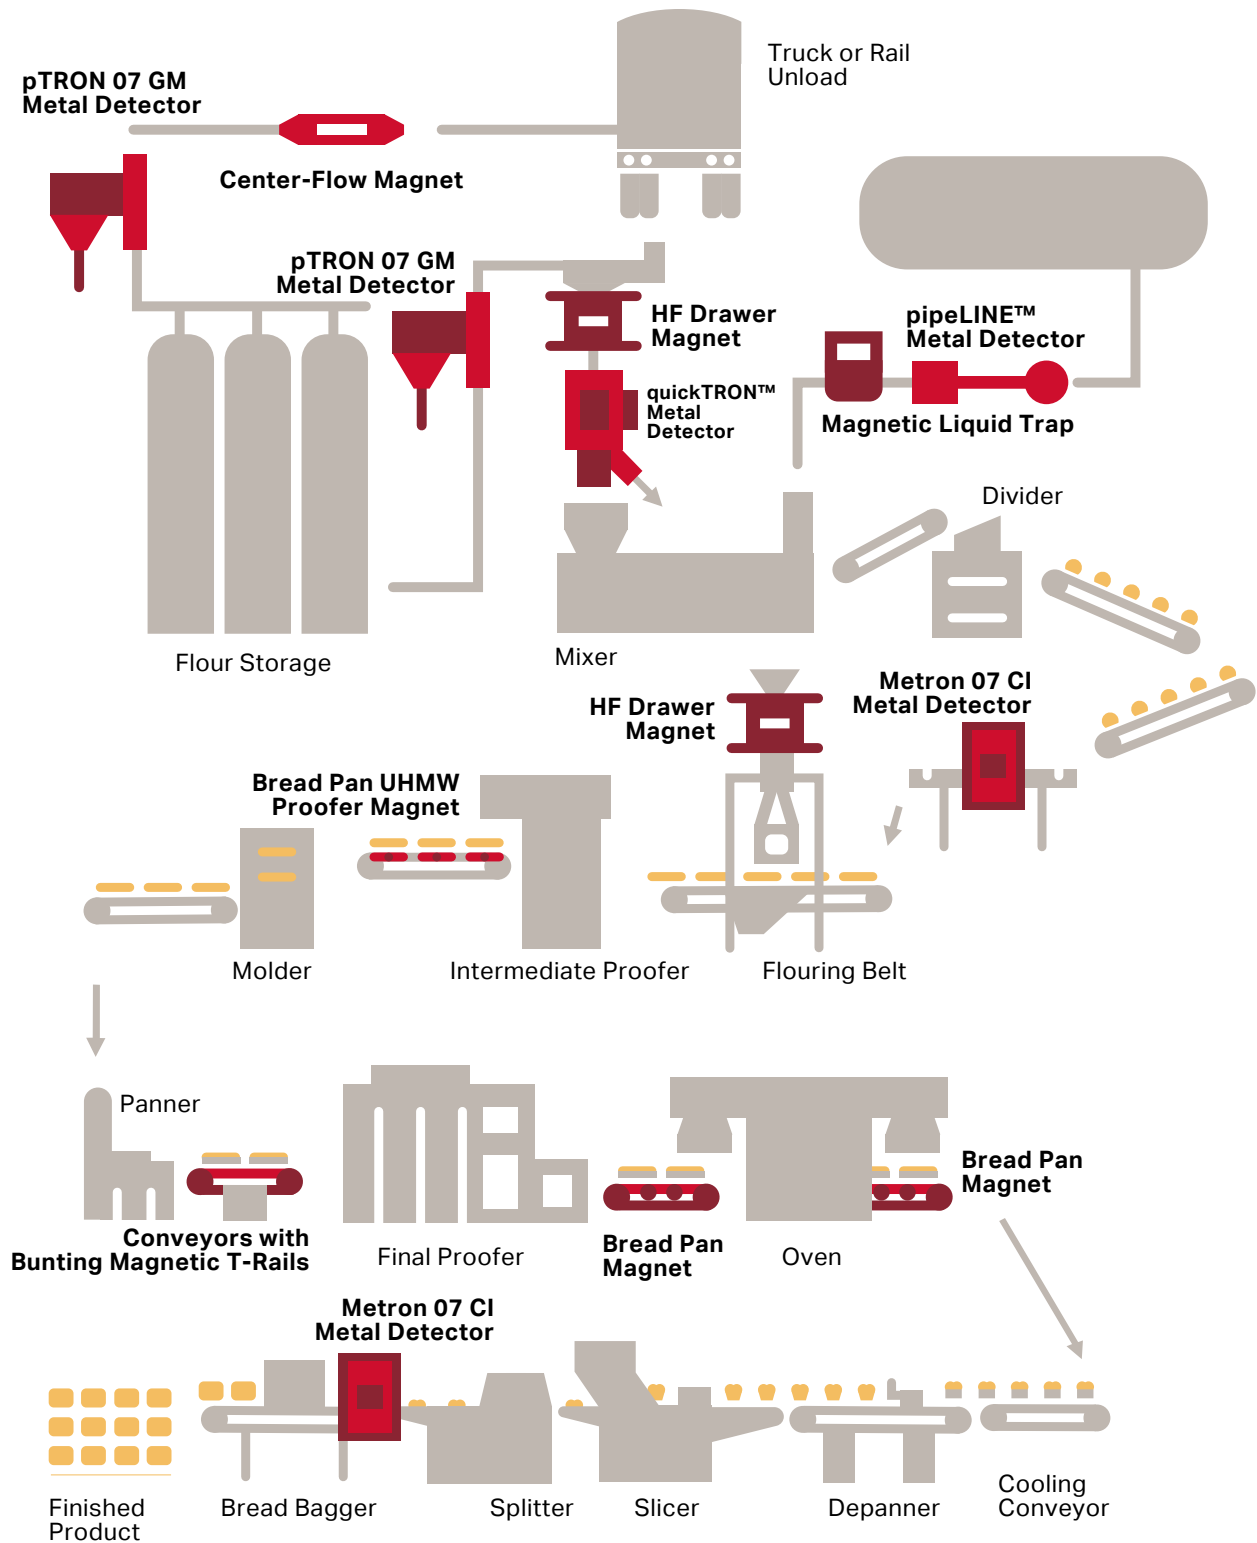 Truck or Rail
Unload
pTRON 07 GM
Metal Detector
Center-Flow Magnet
pTRON 07 GM
Metal Detector
HF Drawer
Magnet
pipeLINE™
Metal Detector
quickTRON™
Metal
Detector
Magnetic Liquid Trap
Divider
Flour Storage
Mixer
Metron 07 CI
Metal Detector
HF Drawer
Magnet
Bread Pan UHMW
Proofer Magnet
Molder
Intermediate Proofer
Flouring Belt
Panner
Conveyors with
Bunting Magnetic T-Rails
Final Proofer
Bread Pan
Magnet
Oven
Bread Pan
Magnet
Metron 07 CI
Metal Detector
Finished
Product
Bread Bagger
Splitter
Slicer
Depanner
Cooling
Conveyor